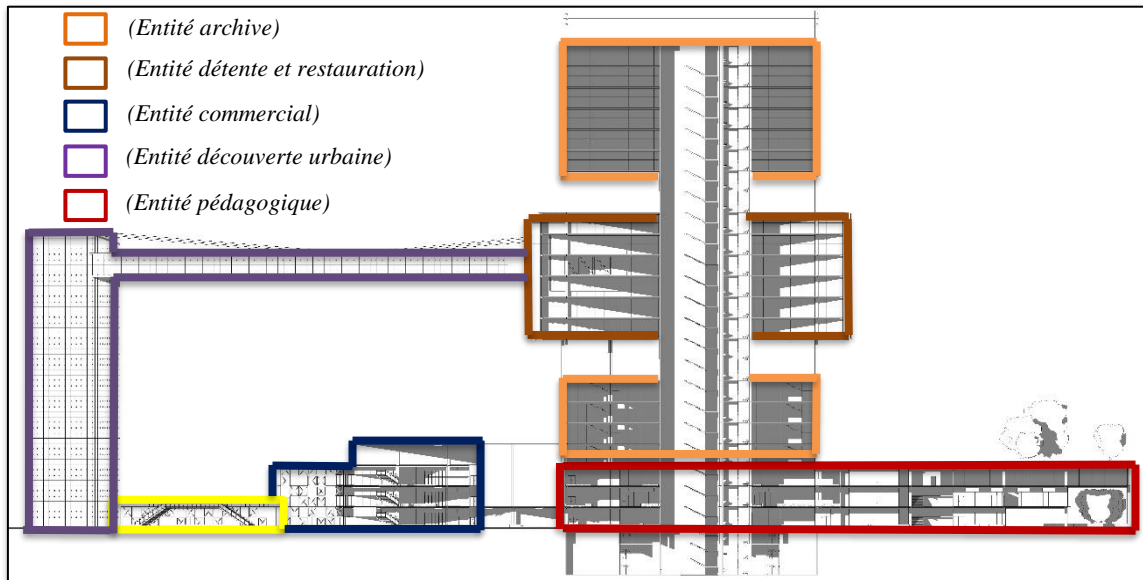 (Entité archive)
(Entité détente et restauration)
(Entité commercial)
(Entité découverte urbaine)
(Entité pédagogique)